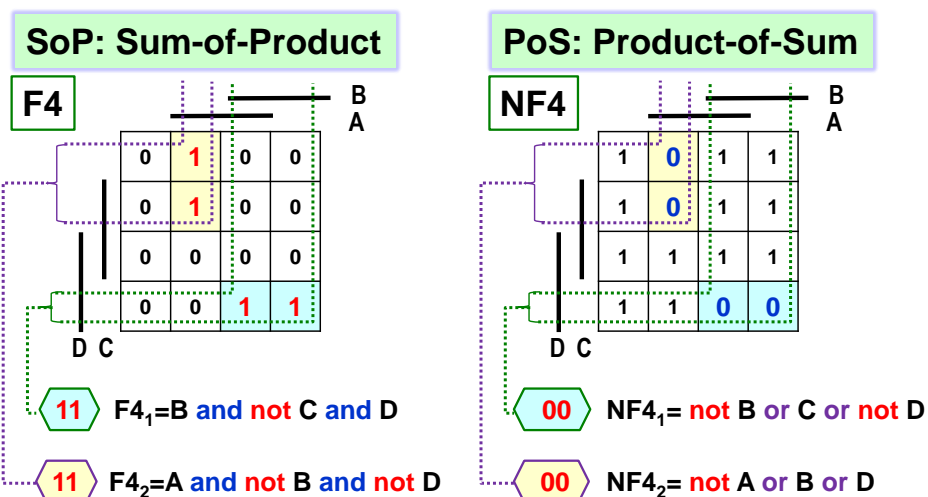 SoP: Sum-of-Product
F4
B
A
0 1 0 0
0 1 0 0
0 0 0 0
0 0 1 1
D C
11 F4₁=B and not C and D
11 F4₂=A and not B and not D
PoS: Product-of-Sum
NF4
B
A
1 0 1 1
1 0 1 1
1 1 1 1
1 1 0 0
D C
00 NF4₁= not B or C or not D
00 NF4₂= not A or B or D